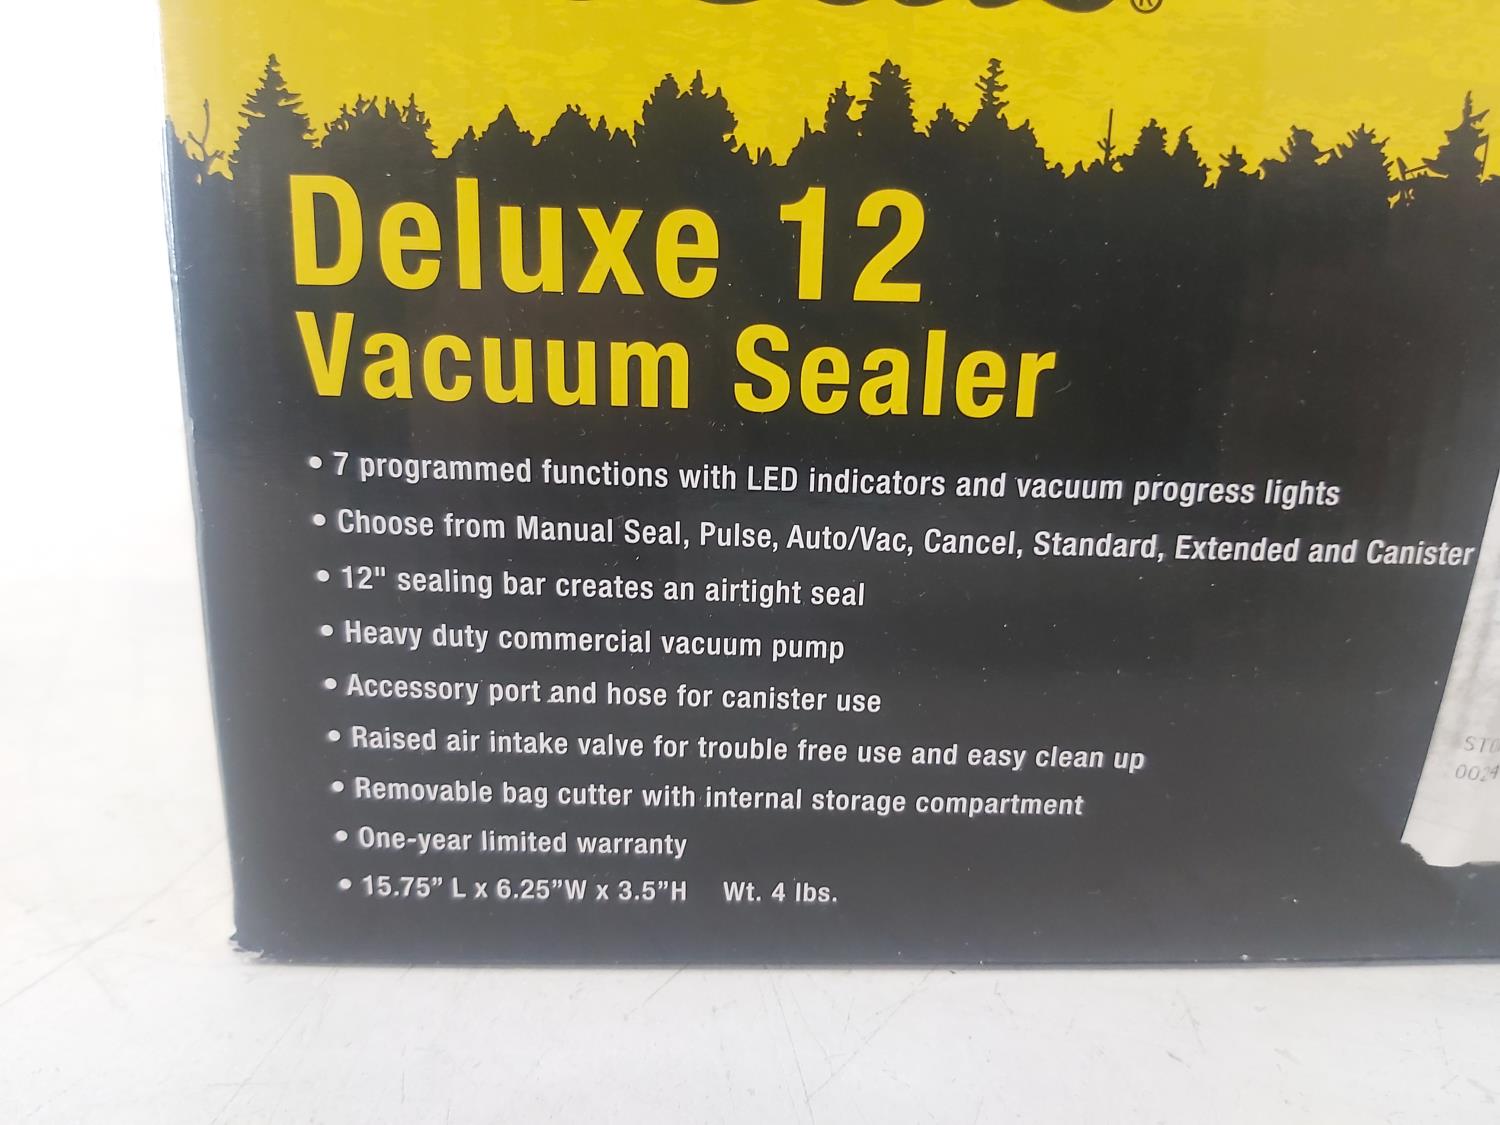 ®
Deluxe 12
Vacuum Sealer
• 7 programmed functions with LED indicators and vacuum progress lights
• Choose from Manual Seal, Pulse, Auto/Vac, Cancel, Standard, Extended and Canister
• 12" sealing bar creates an airtight seal
• Heavy duty commercial vacuum pump
• Accessory port and hose for canister use
• Raised air intake valve for trouble free use and easy clean up
• Removable bag cutter with internal storage compartment
• One-year limited warranty
• 15.75” L x 6.25”W x 3.5”H Wt. 4 lbs.